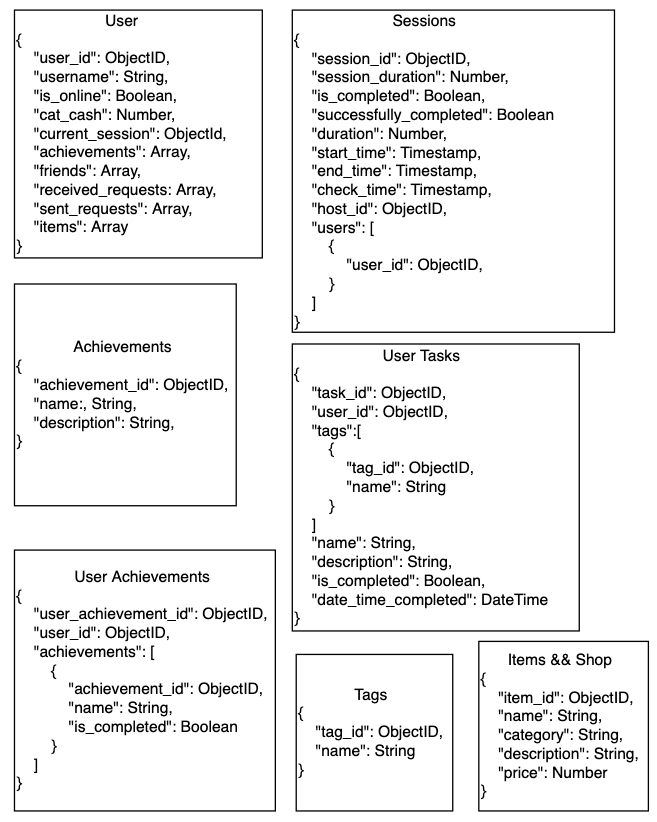 User
{
"user_id": ObjectID,
"username": String,
"is_online": Boolean,
"cat_cash": Number,
"current_session": ObjectId,
"achievements": Array,
"friends": Array,
"received_requests: Array,
"sent_requests": Array,
"items": Array
}
Sessions
{
"session_id": ObjectID,
"session_duration": Number,
"is_completed": Boolean,
"successfully_completed": Boolean
"duration": Number,
"start_time": Timestamp,
"end_time": Timestamp,
"check_time": Timestamp,
"host_id": ObjectID,
"users": [
{
"user_id": ObjectID,
}
]
}
Achievements
{
"achievement_id": ObjectID,
"name:, String,
"description": String,
}
User Tasks
{
"task_id": ObjectID,
"user_id": ObjectID,
"tags":[
{
"tag_id": ObjectID,
"name": String
}
]
"name": String,
"description": String,
"is_completed": Boolean,
"date_time_completed": DateTime
}
User Achievements
{
"user_achievement_id": ObjectID,
"user_id": ObjectID,
"achievements": [
{
"achievement_id": ObjectID,
"name": String,
"is_completed": Boolean
}
]
}
Tags
{
"tag_id": ObjectID,
"name": String
}
Items && Shop
{
"item_id": ObjectID,
"name": String,
"category": String,
"description": String,
"price": Number
}